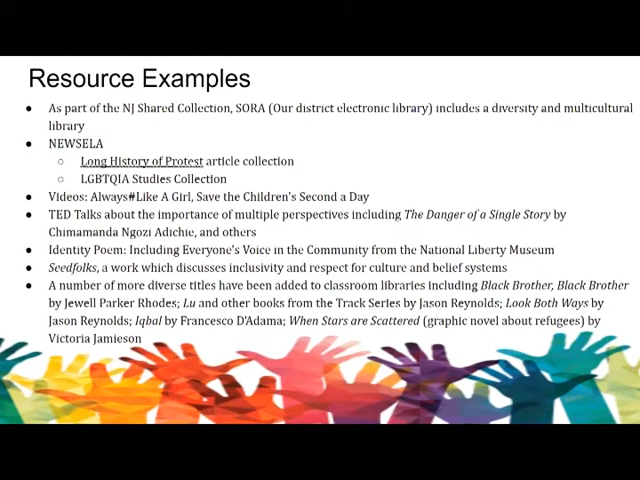 Resource Examples
● As part of the NJ Shared Collection, SORA (Our district electronic library) includes a diversity and multicultural
library
● NEWSELA
○ Long History of Protest article collection
○ LGBTQIA Studies Collection
● Videos: Always#Like A Girl, Save the Children's Second a Day
● TED Talks about the importance of multiple perspectives including The Danger of a Single Story by
Chimamanda Ngozi Adichie, and others
● Identity Poem: Including Everyone's Voice in the Community from the National Liberty Museum
● Seedfolks, a work which discusses inclusivity and respect for culture and belief systems
● A number of more diverse titles have been added to classroom libraries including Black Brother, Black Brother
by Jewell Parker Rhodes; Lu and other books from the Track Series by Jason Reynolds; Look Both Ways by
Jason Reynolds; Iqbal by Francesco D'Adama; When Stars are Scattered (graphic novel about refugees) by
Victoria Jamieson